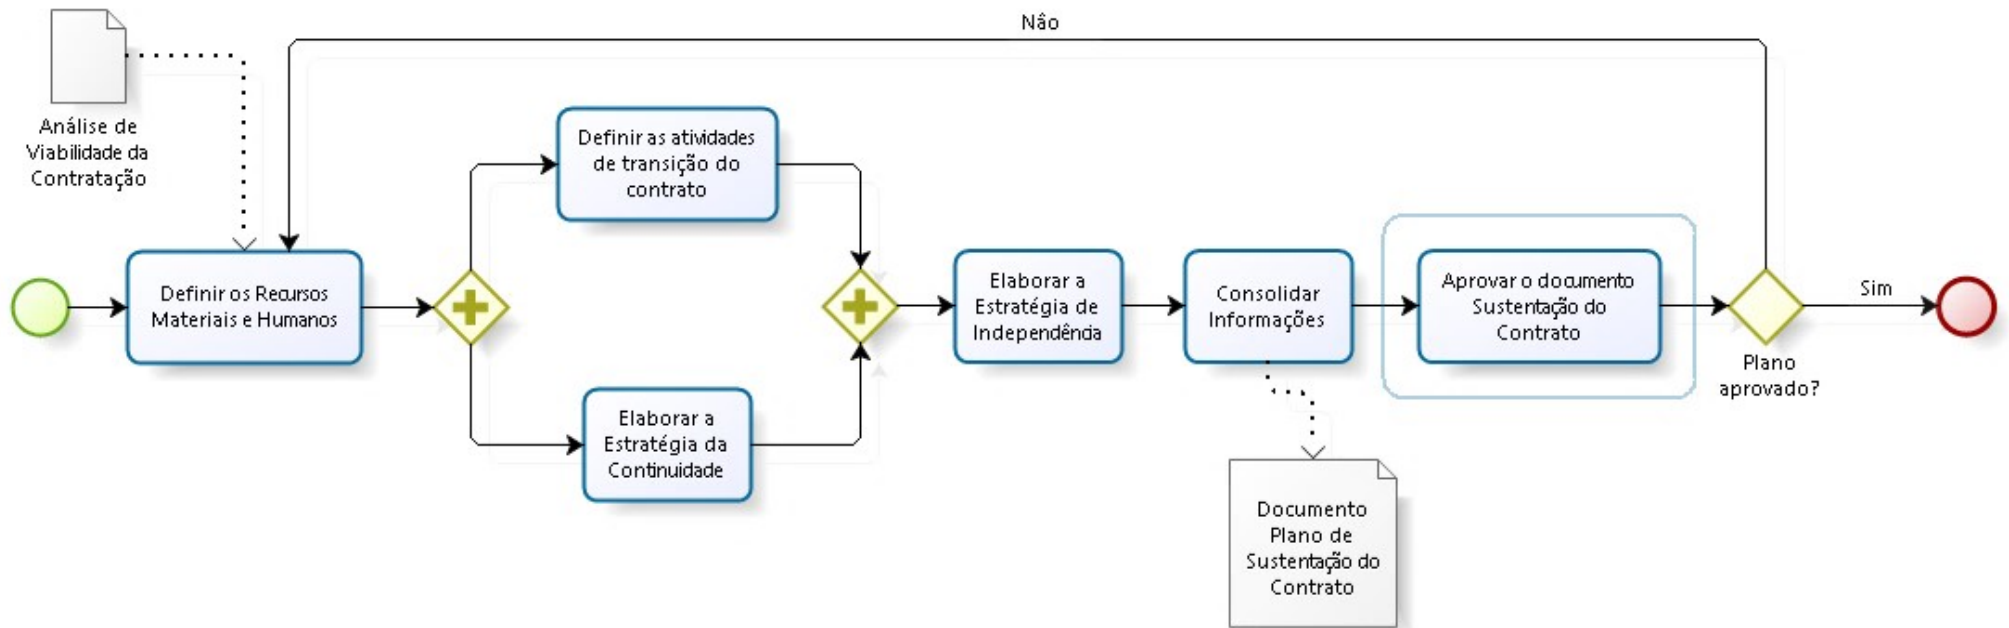 Não
Análise de
Viabilidade da
Contratação
Definir as atividades
de transição do
contrato
Definir os Recursos
Materiais e Humanos
Elaborar a
Estratégia da
Continuidade
Elaborar a
Estratégia de
Independência
Consolidar
Informações
Aprovar o documento
Sustentação do
Contrato
Sim
Plano
aprovado?
Documento
Plano de
Sustentação do
Contrato